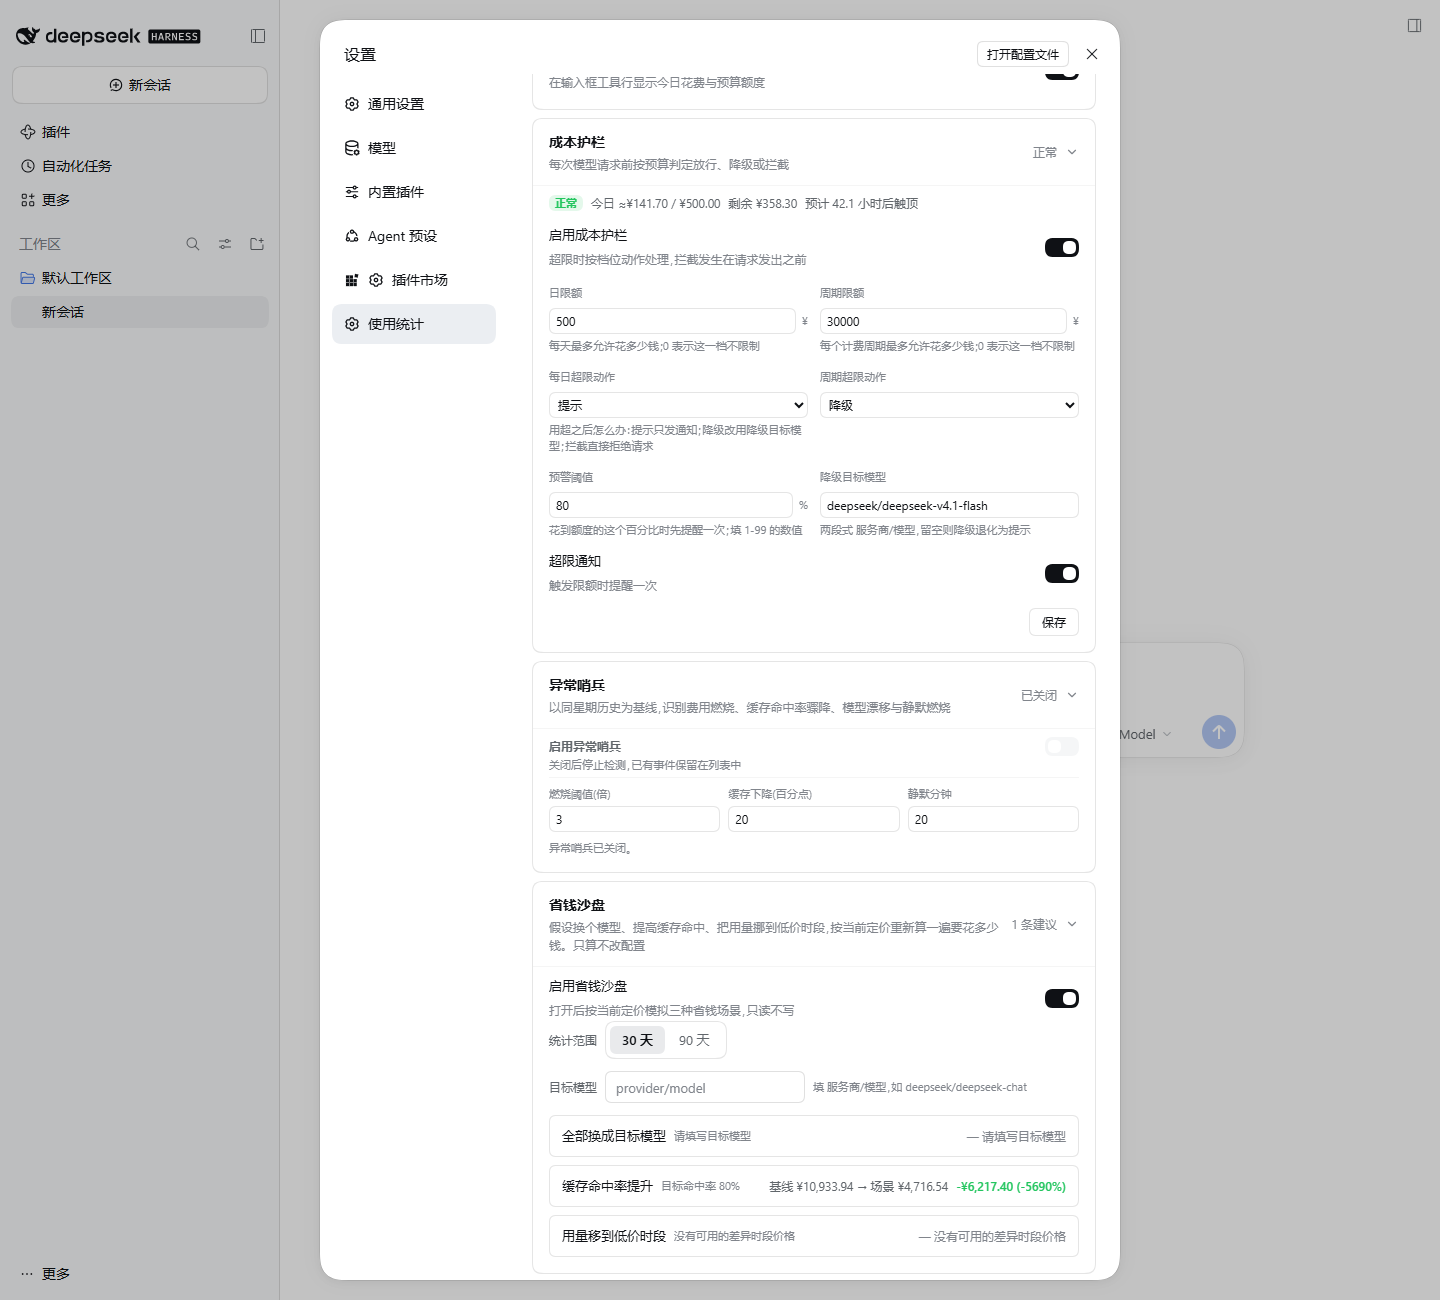 deepseek HARNESS
新会话
插件
自动化任务
更多
工作区
默认工作区
新会话
更多
设置
打开配置文件
通用设置
模型
内置插件
Agent 预设
插件市场
使用统计
在输入框工具行显示今日花费与预算额度
成本护栏
每次模型请求前按预算判定放行、降级或拦截
正常
正常 今日 ≈¥141.70 / ¥500.00 剩余 ¥358.30 预计 42.1 小时后触顶
启用成本护栏
超限时按档位动作处理,拦截发生在请求发出之前
日限额
500 ¥
每天最多允许花多少钱;0 表示这一档不限制
周期限额
30000 ¥
每个计费周期最多允许花多少钱;0 表示这一档不限制
每日超限动作
提示
用超之后怎么办:提示只发通知;降级改用降级目标模
型;拦截直接拒绝请求
周期超限动作
降级
预警阈值
80 %
花到额度的这个百分比时先提醒一次;填 1-99 的数值
降级目标模型
deepseek/deepseek-v4.1-flash
两段式 服务商/模型,留空则降级退化为提示
超限通知
触发限额时提醒一次
保存
异常哨兵
以同星期历史为基线,识别费用燃烧、缓存命中率骤降、模型漂移与静默燃烧
已关闭
启用异常哨兵
关闭后停止检测,已有事件保留在列表中
燃烧阈值(倍)
3
缓存下降(百分点)
20
静默分钟
20
异常哨兵已关闭。
省钱沙盘
假设换个模型、提高缓存命中、把用量挪到低价时段,按当前定价重新算一遍要花多少
钱。只算不改配置
1 条建议
启用省钱沙盘
打开后按当前定价模拟三种省钱场景,只读不写
统计范围 30 天 90 天
目标模型 provider/model 填 服务商/模型,如 deepseek/deepseek-chat
全部换成目标模型 请填写目标模型 — 请填写目标模型
缓存命中率提升 目标命中率 80% 基线 ¥10,933.94 → 场景 ¥4,716.54 -¥6,217.40 (-5690%)
用量移到低价时段 没有可用的差异时段价格 — 没有可用的差异时段价格
Model